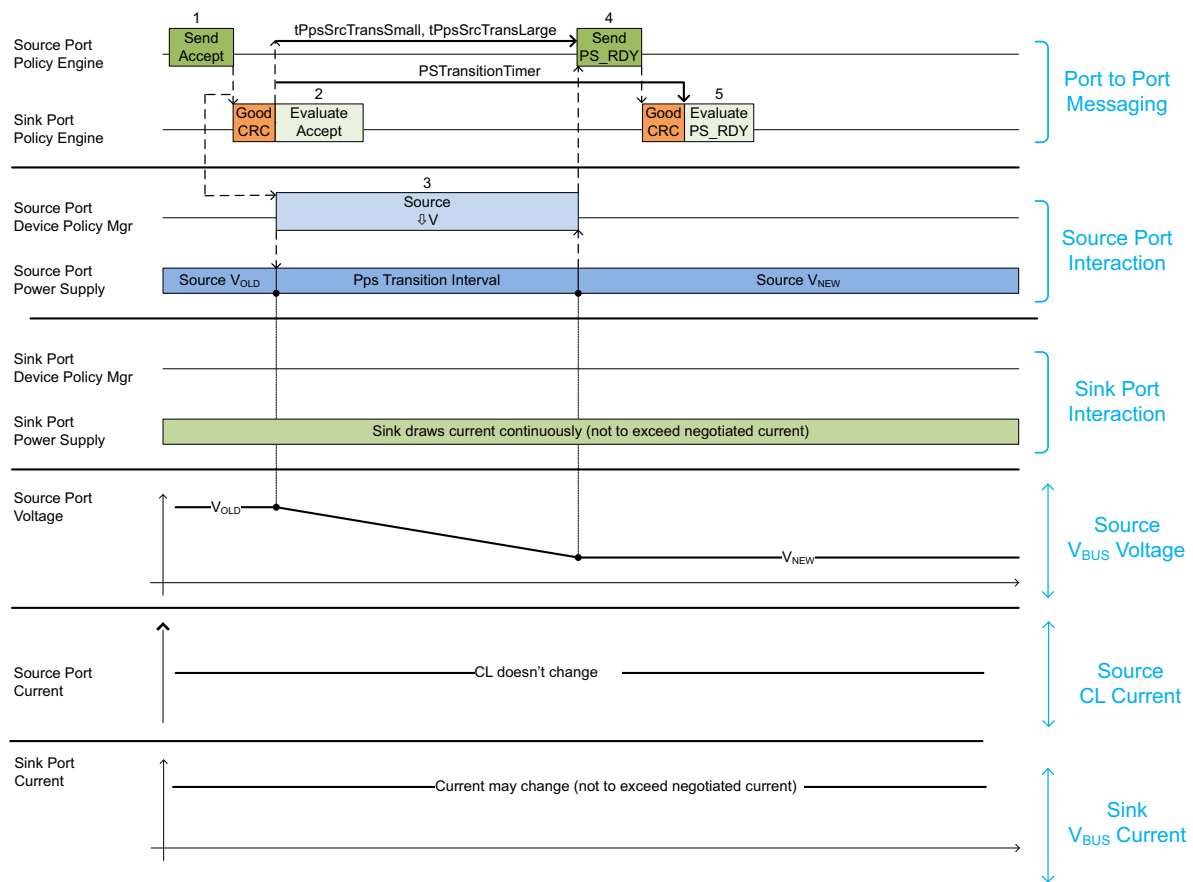 1
Source Port
Policy Engine
Send
Accept
tPpsSrcTransSmall, tPpsSrcTransLarge
4
Send
PS_RDY
PSTransitionTimer
Port to Port
Messaging
Sink Port
Policy Engine
Good
CRC
2
Evaluate
Accept
Good
CRC
5
Evaluate
PS_RDY
Source Port
Device Policy Mgr
3
Source
⇩V
Source Port
Interaction
Source Port
Power Supply
Source VOLD
Pps Transition Interval
Source VNEW
Sink Port
Device Policy Mgr
Sink Port
Interaction
Sink Port
Power Supply
Sink draws current continuously (not to exceed negotiated current)
Source Port
Voltage
VOLD
VNEW
Source
VBUS Voltage
Source Port
Current
CL doesn't change
Source
CL Current
Sink Port
Current
Current may change (not to exceed negotiated current)
Sink
VBUS Current